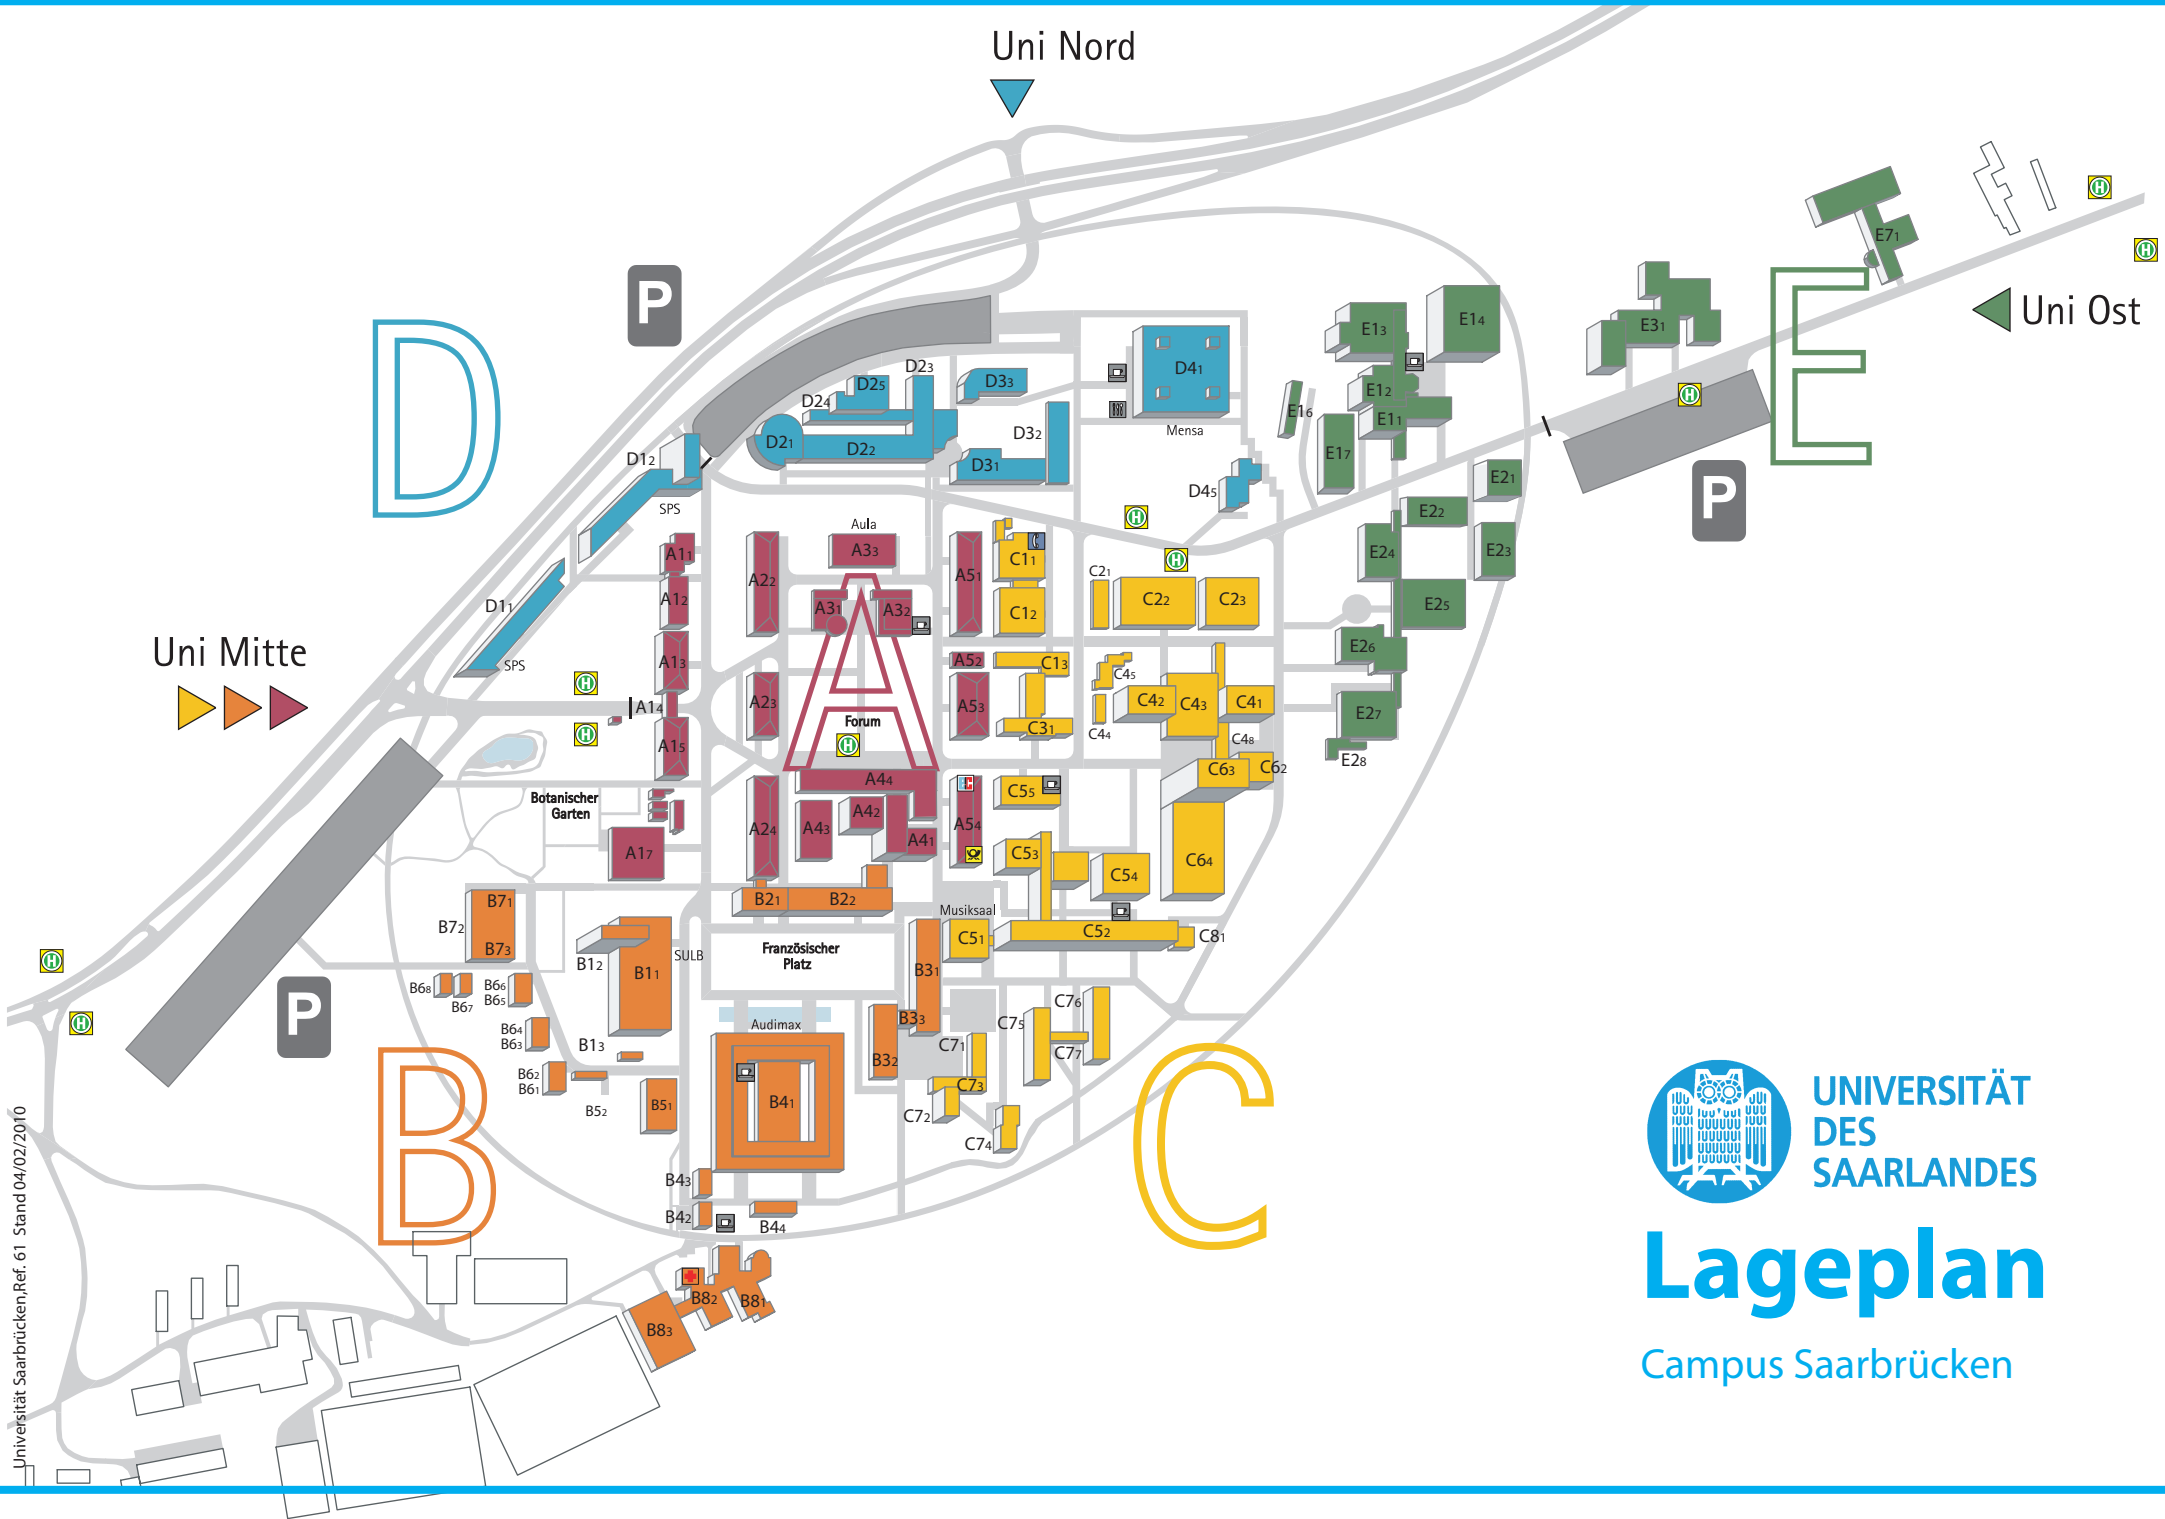 Uni Nord
P
D
D2₃
D2₅
D3₃
D2₄
D4₁
D2₁
D2₂
D3₂
Mensa
D3₁
D1₂
SPS
D4₅
D1₁
SPS
E
E7₁
Uni Ost
E3₁
E1₃
E1₄
E1₂
E1₆
E1₁
E1₇
E2₁
E2₂
E2₄
E2₃
E2₅
E2₆
E2₇
E2₈
P
Uni Mitte
A
Aula
A1₁
A2₂
A3₃
A5₁
A1₂
A3₁
A3₂
A1₃
A5₂
A1₄
A2₃
A5₃
Forum
A1₅
A4₄
Botanischer
Garten
A2₄
A4₃
A4₂
A4₁
A5₄
A1₇
C
C1₁
C2₁
C1₂
C2₂
C2₃
C1₃
C4₅
C4₂
C4₃
C4₁
C3₁
C4₄
C4₈
C6₃
C6₂
C5₅
C5₃
C5₄
C6₄
Musiksaal
C5₁
C5₂
C8₁
C7₆
C7₅
C7₁
C7₇
C7₃
C7₂
C7₄
B
B7₁
B2₁
B2₂
B7₂
B7₃
SULB
Französischer
Platz
B1₂
B1₁
B3₁
B6₈
B6₇
B6₆
B6₅
B3₃
Audimax
B6₄
B6₃
B1₃
B3₂
B6₂
B6₁
B5₂
B5₁
B4₁
B4₃
B4₂
B4₄
B8₂
B8₁
B8₃
P
H
H
H
H
H
H
H
H
H
H
UNIVERSITÄT
DES
SAARLANDES
Lageplan
Campus Saarbrücken
Universität Saarbrücken,Ref. 61 Stand 04/02/2010